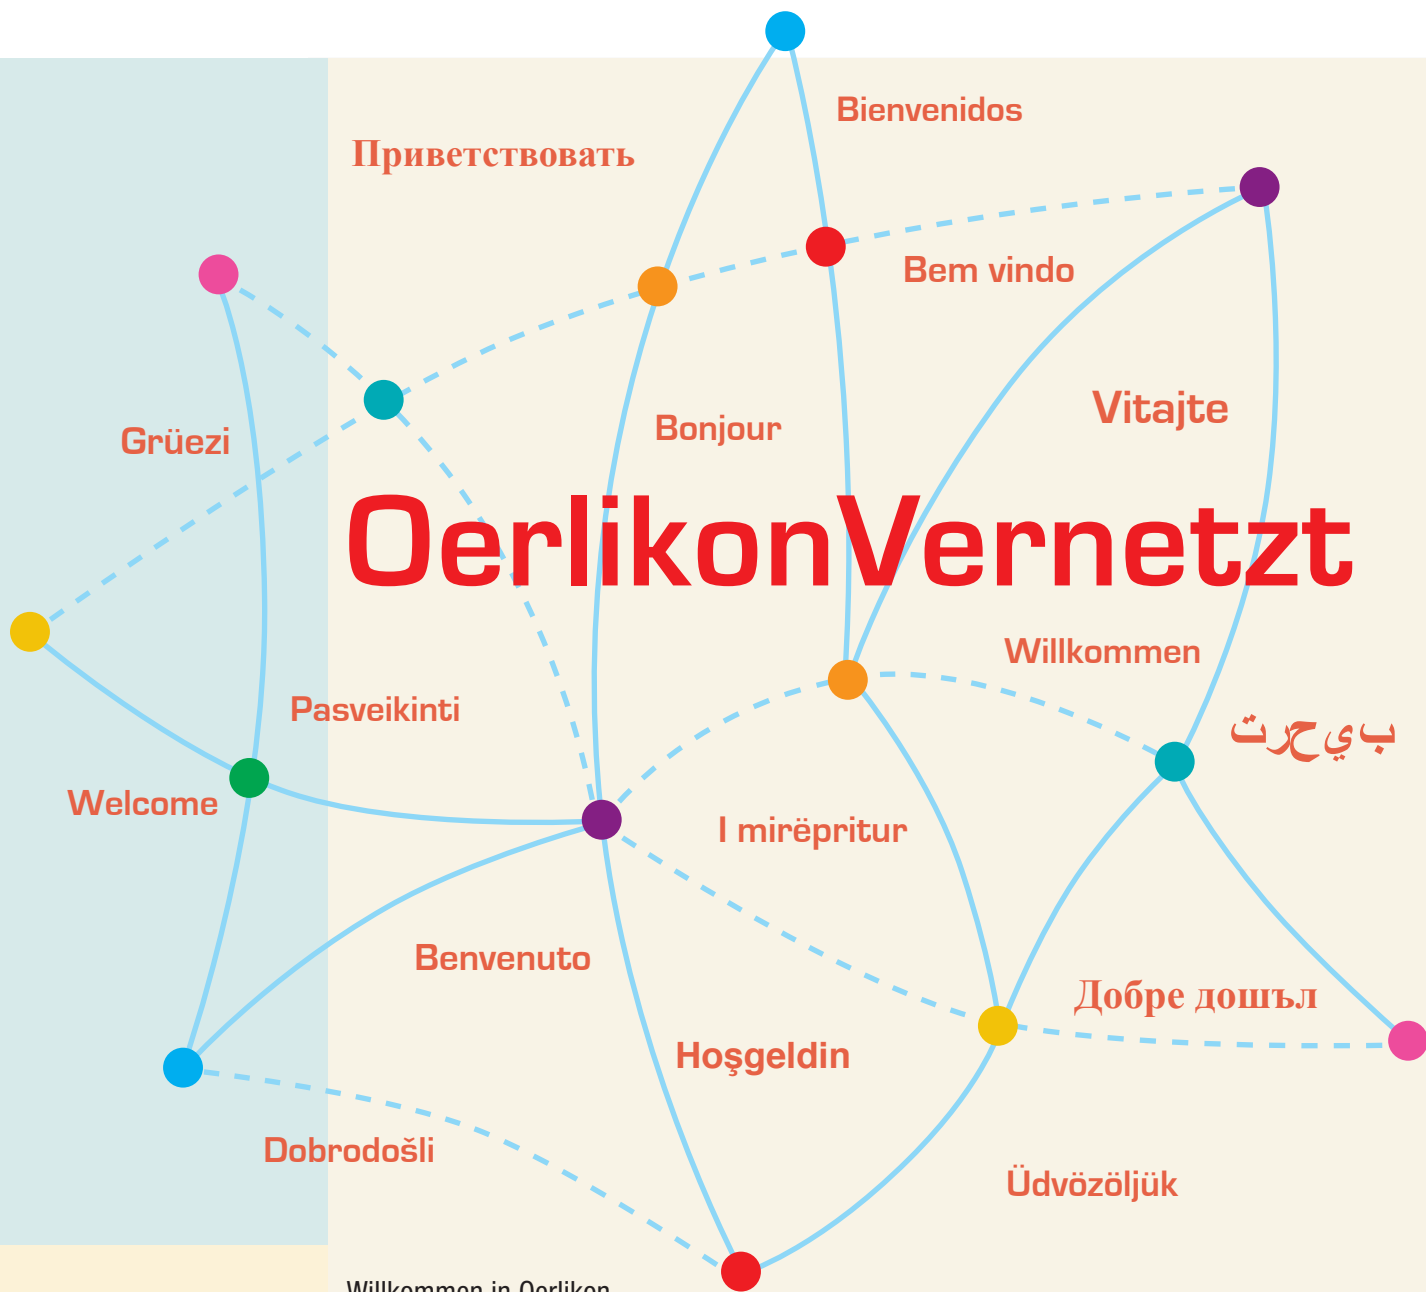 Bienvenidos
Приветствовать
Bem vindo
Vitajte
Bonjour
Grüezi
OerlikonVernetzt
Willkommen
Pasveikinti
بيحرت
Welcome
I mirëpritur
Benvenuto
Добре дошъл
Hoşgeldin
Dobrodošli
Üdvözöljük
Willkommen in Oerlikon